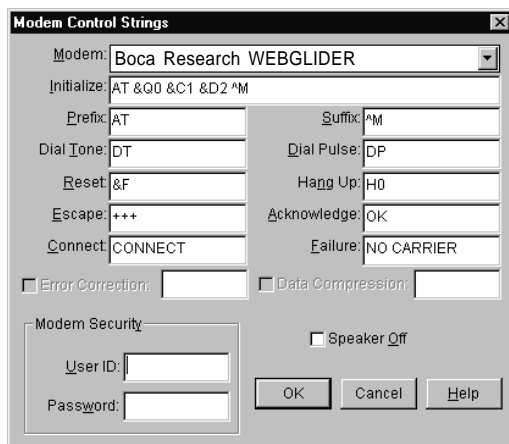 Modem Control Strings
Modem: Boca Research WEBGLIDER
Initialize: AT &Q0 &C1 &D2 ^M
Prefix: AT Suffix: ^M
Dial Tone: DT Dial Pulse: DP
Reset: &F Hang Up: H0
Escape: +++ Acknowledge: OK
Connect: CONNECT Failure: NO CARRIER
Error Correction: Data Compression:
Modem Security
Speaker Off
User ID:
Password:
OK Cancel Help